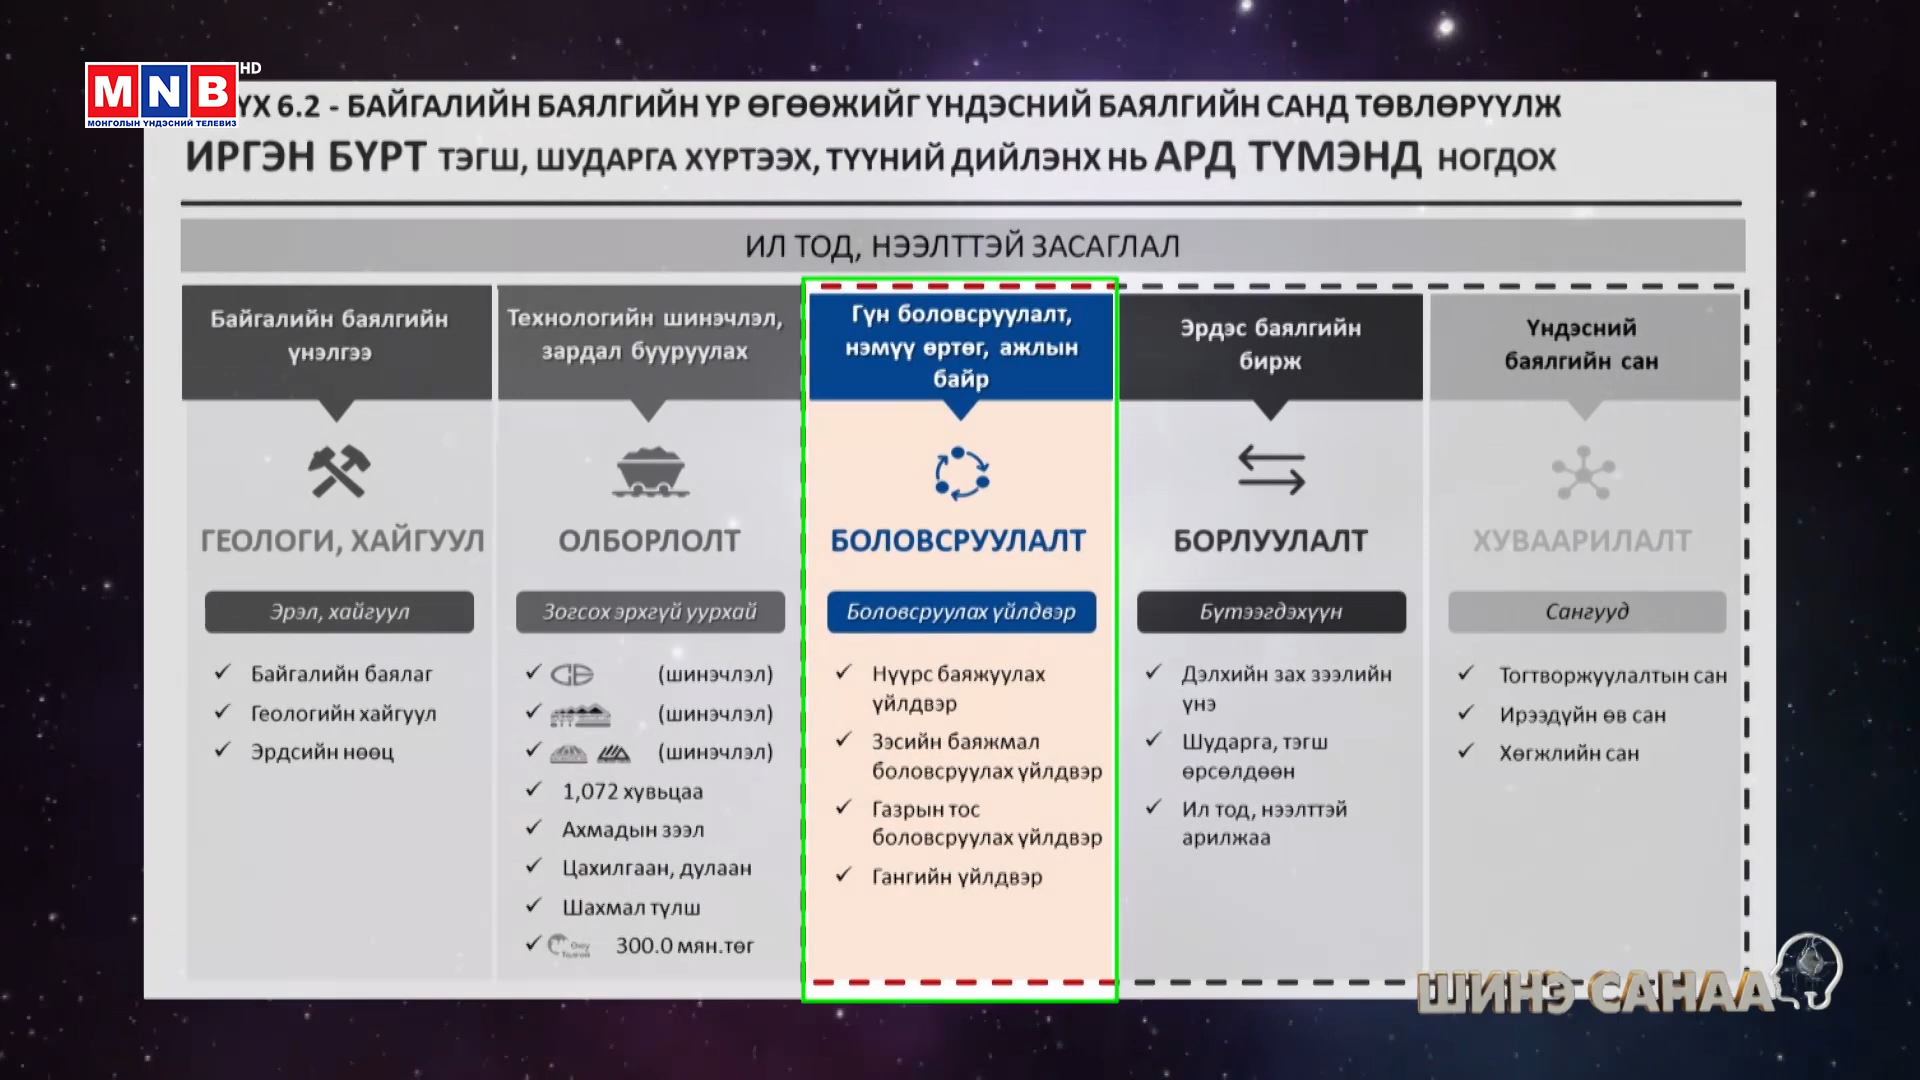 MNB HD
МОНГОЛЫН ҮНДЭСНИЙ ТЕЛЕВИЗ
ҮХ 6.2 - БАЙГАЛИЙН БАЯЛГИЙН ҮР ӨГӨӨЖИЙГ ҮНДЭСНИЙ БАЯЛГИЙН САНД ТӨВЛӨРҮҮЛЖ
ИРГЭН БҮРТ ТЭГШ, ШУДАРГА ХҮРТЭЭХ, ТҮҮНИЙ ДИЙЛЭНХ НЬ АРД ТҮМЭНД НОГДОХ
ИЛ ТОД, НЭЭЛТТЭЙ ЗАСАГЛАЛ
Байгалийн баялгийн
үнэлгээ
ГЕОЛОГИ, ХАЙГУУЛ
Эрэл, хайгуул
✓ Байгалийн баялаг
✓ Геологийн хайгуул
✓ Эрдсийн нөөц
Технологийн шинэчлэл,
зардал бууруулах
ОЛБОРЛОЛТ
Зогсох эрхгүй уурхай
✓ (шинэчлэл)
✓ (шинэчлэл)
✓ (шинэчлэл)
✓ 1,072 хувьцаа
✓ Ахмадын зээл
✓ Цахилгаан, дулаан
✓ Шахмал түлш
✓ 300.0 мян.төг
Гүн боловсруулалт,
нэмүү өртөг, ажлын
байр
БОЛОВСРУУЛАЛТ
Боловсруулах үйлдвэр
✓ Нүүрс баяжуулах
үйлдвэр
✓ Зэсийн баяжмал
боловсруулах үйлдвэр
✓ Газрын тос
боловсруулах үйлдвэр
✓ Гангийн үйлдвэр
Эрдэс баялгийн
бирж
БОРЛУУЛАЛТ
Бүтээгдэхүүн
✓ Дэлхийн зах зээлийн
үнэ
✓ Шударга, тэгш
өрсөлдөөн
✓ Ил тод, нээлттэй
арилжаа
Үндэсний
баялгийн сан
ХУВААРИЛАЛТ
Сангууд
✓ Тогтворжуулалтын сан
✓ Ирээдүйн өв сан
✓ Хөгжлийн сан
ШИНЭ САНАА